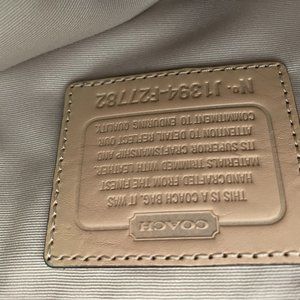 COACH
THIS IS A COACH BAG. IT WAS
HANDCRAFTED FROM THE FINEST
MATERIALS TRIMMED WITH LEATHER.
ITS SUPERIOR CRAFTSMANSHIP AND
ATTENTION TO DETAIL REFLECT OUR
COMMITMENT TO ENDURING QUALITY.
No. J1394-F27782